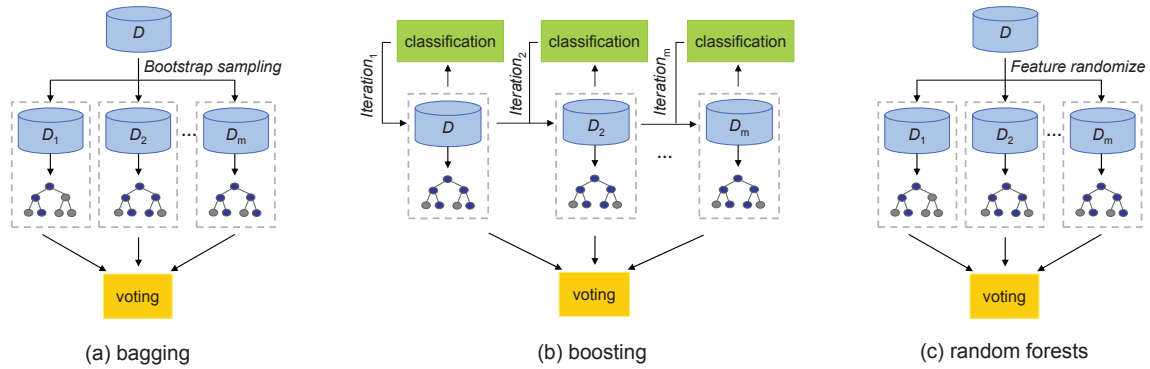 D
Bootstrap sampling
D1
D2
...
Dm
voting
(a) bagging
classification
classification
classification
Iteration1
Iteration2
Iterationm
D
D2
Dm
...
voting
(b) boosting
D
Feature randomize
D1
D2
...
Dm
voting
(c) random forests